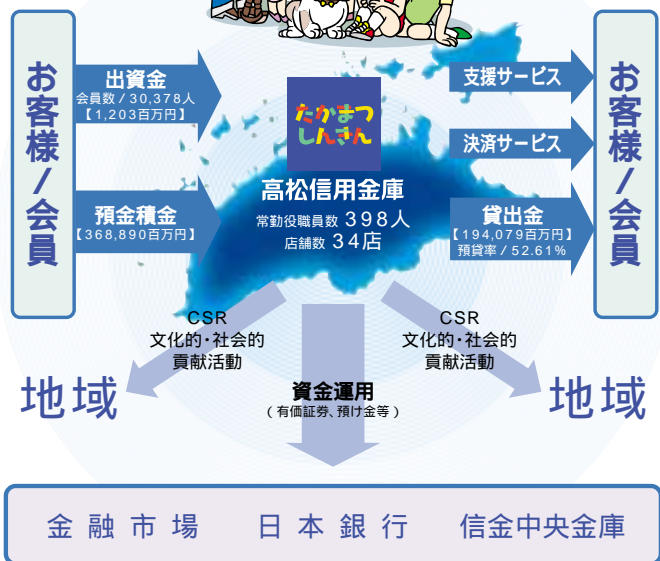 お客様/会員
出資金
会員数/30,378人
【1,203百万円】
預金積金
【368,890百万円】
たかまつ
しんきん
高松信用金庫
常勤役職員数 398人
店舗数 34店
支援サービス
決済サービス
貸出金
【194,079百万円】
預貸率/52.61%
お客様/会員
CSR
文化的・社会的
貢献活動
地域
資金運用
(有価証券、預け金等)
CSR
文化的・社会的
貢献活動
地域
金融市場 日本銀行 信金中央金庫